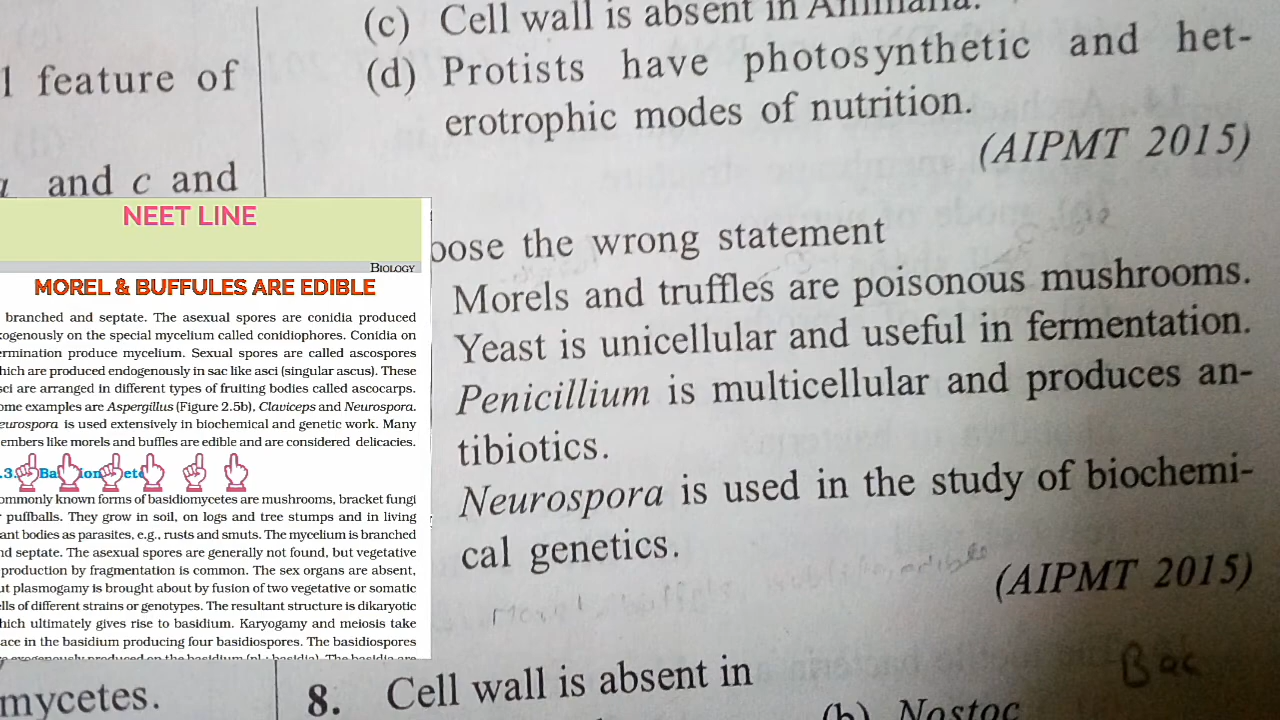 l feature of
and c and
mycetes.
(c) Cell wall is absent in Animalia.
(d) Protists have photosynthetic and het-
erotrophic modes of nutrition.
(AIPMT 2015)
oose the wrong statement
Morels and truffles are poisonous mushrooms.
Yeast is unicellular and useful in fermentation.
Penicillium is multicellular and produces an-
tibiotics.
Neurospora is used in the study of biochemi-
cal genetics.
(AIPMT 2015)
Bac
8. Cell wall is absent in
(b) Nostoc
NEET LINE
BIOLOGY
MOREL & BUFFULES ARE EDIBLE
branched and septate. The asexual spores are conidia produced
xogenously on the special mycelium called conidiophores. Conidia on
ermination produce mycelium. Sexual spores are called ascospores
hich are produced endogenously in sac like asci (singular ascus). These
sci are arranged in different types of fruiting bodies called ascocarps.
ome examples are Aspergillus (Figure 2.5b), Claviceps and Neurospora.
eurospora is used extensively in biochemical and genetic work. Many
embers like morels and buffles are edible and are considered delicacies.
ommonly known forms of basidiomycetes are mushrooms, bracket fungi
r puffballs. They grow in soil, on logs and tree stumps and in living
ant bodies as parasites, e.g., rusts and smuts. The mycelium is branched
nd septate. The asexual spores are generally not found, but vegetative
production by fragmentation is common. The sex organs are absent,
ut plasmogamy is brought about by fusion of two vegetative or somatic
lls of different strains or genotypes. The resultant structure is dikaryotic
hich ultimately gives rise to basidium. Karyogamy and meiosis take
ace in the basidium producing four basidiospores. The basidiospores